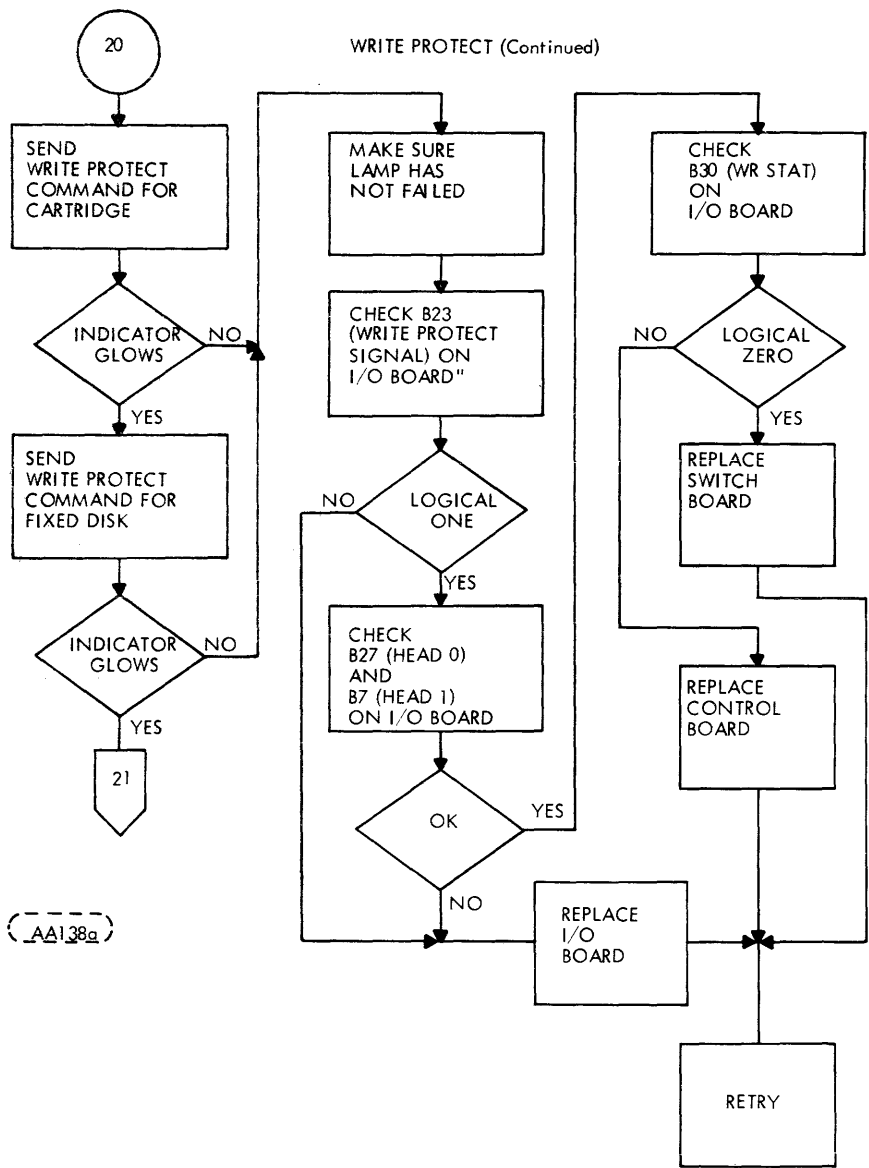 20
WRITE PROTECT (Continued)
SEND
WRITE PROTECT
COMMAND FOR
CARTRIDGE
INDICATOR
GLOWS
NO
YES
SEND
WRITE PROTECT
COMMAND FOR
FIXED DISK
INDICATOR
GLOWS
NO
YES
21
AA138a
MAKE SURE
LAMP HAS
NOT FAILED
CHECK B23
(WRITE PROTECT
SIGNAL) ON
I/O BOARD"
LOGICAL
ONE
NO
YES
CHECK
B27 (HEAD 0)
AND
B7 (HEAD 1)
ON I/O BOARD
OK
YES
NO
REPLACE
I/O
BOARD
CHECK
B30 (WR STAT)
ON
I/O BOARD
LOGICAL
ZERO
NO
YES
REPLACE
SWITCH
BOARD
REPLACE
CONTROL
BOARD
RETRY